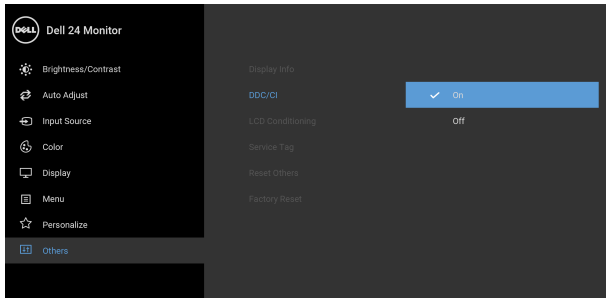 DELL
Dell 24 Monitor
Brightness/Contrast
Auto Adjust
Input Source
Color
Display
Menu
Personalize
Others
Display Info
DDC/CI
LCD Conditioning
Service Tag
Reset Others
Factory Reset
On
Off